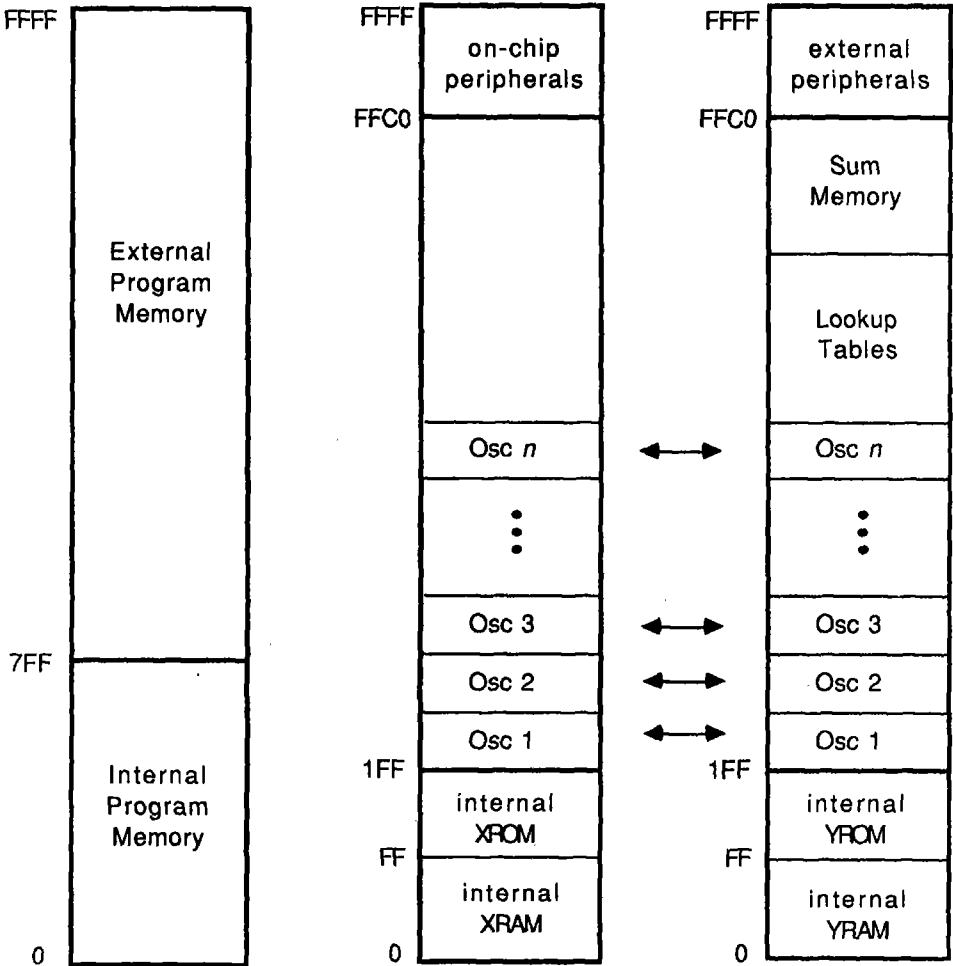 FFFF
External
Program
Memory
7FF
Internal
Program
Memory
0
FFFF
on-chip
peripherals
FFC0
Osc n
Osc 3
Osc 2
Osc 1
1FF
internal
XROM
FF
internal
XRAM
0
FFFF
external
peripherals
FFC0
Sum
Memory
Lookup
Tables
Osc n
Osc 3
Osc 2
Osc 1
1FF
internal
YROM
FF
internal
YRAM
0